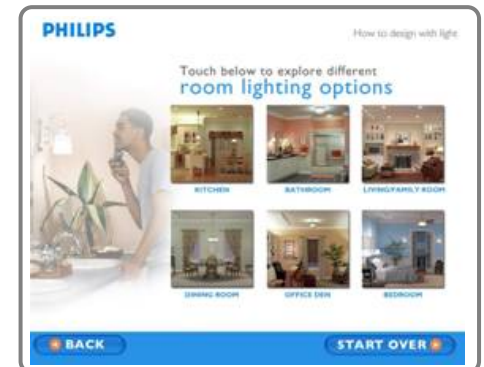 PHILIPS
How to design with light
Touch below to explore different
room lighting options
KITCHEN
BATHROOM
LIVING/FAMILY ROOM
DINING ROOM
OFFICE DEN
BEDROOM
BACK
START OVER